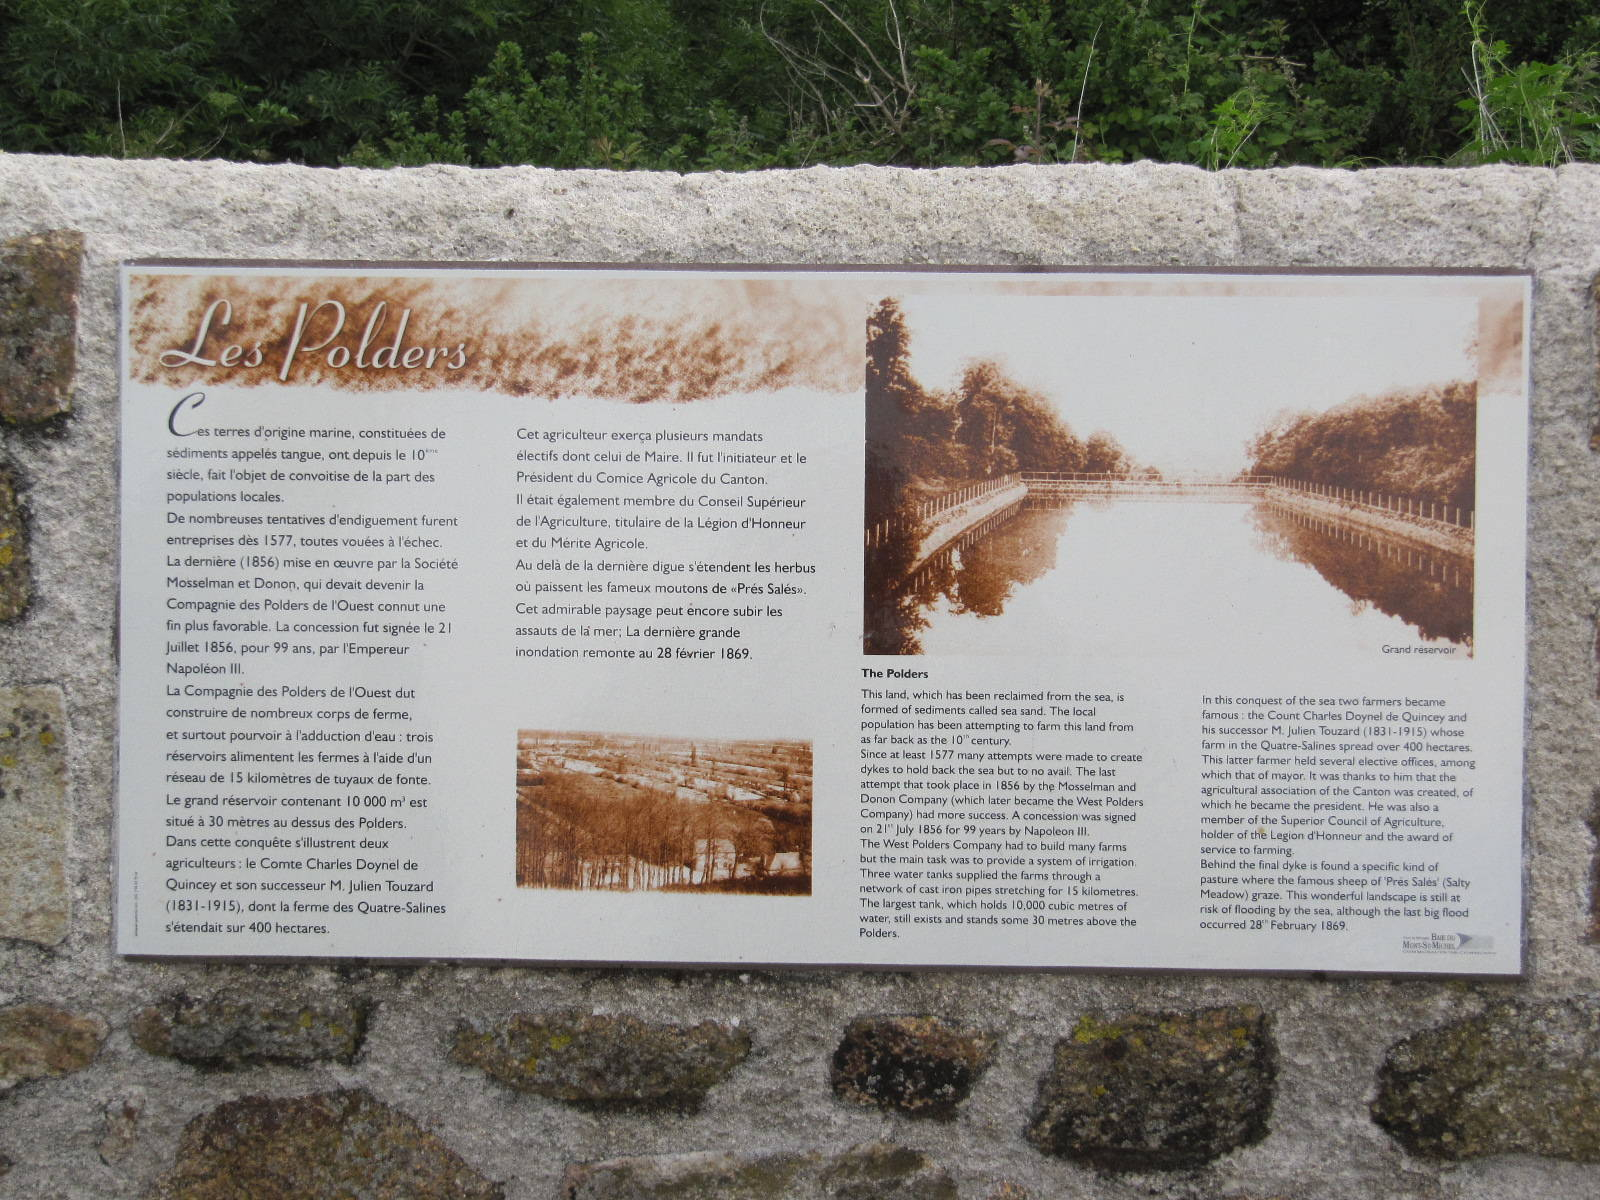 Les Polders
Ces terres d'origine marine, constituées de
sédiments appelés tangue, ont depuis le 10ème
siècle, fait l'objet de convoitise de la part des
populations locales.
De nombreuses tentatives d'endiguement furent
entreprises dès 1577, toutes vouées à l'échec.
La dernière (1856) mise en œuvre par la Société
Mosselman et Donon, qui devait devenir la
Compagnie des Polders de l'Ouest connut une
fin plus favorable. La concession fut signée le 21
Juillet 1856, pour 99 ans, par l'Empereur
Napoléon III.
La Compagnie des Polders de l'Ouest dut
construire de nombreux corps de ferme,
et surtout pourvoir à l'adduction d'eau : trois
réservoirs alimentent les fermes à l'aide d'un
réseau de 15 kilomètres de tuyaux de fonte.
Le grand réservoir contenant 10 000 m³ est
situé à 30 mètres au dessus des Polders.
Dans cette conquête s'illustrent deux
agriculteurs : le Comte Charles Doynel de
Quincey et son successeur M. Julien Touzard
(1831-1915), dont la ferme des Quatre-Salines
s'étendait sur 400 hectares.
Cet agriculteur exerça plusieurs mandats
électifs dont celui de Maire. Il fut l'initiateur et le
Président du Comice Agricole du Canton.
Il était également membre du Conseil Supérieur
de l'Agriculture, titulaire de la Légion d'Honneur
et du Mérite Agricole.
Au delà de la dernière digue s'étendent les herbus
où paissent les fameux moutons de «Prés Salés».
Cet admirable paysage peut encore subir les
assauts de la mer; La dernière grande
inondation remonte au 28 février 1869.
Grand réservoir
The Polders
This land, which has been reclaimed from the sea, is
formed of sediments called sea sand. The local
population has been attempting to farm this land from
as far back as the 10th century.
Since at least 1577 many attempts were made to create
dykes to hold back the sea but to no avail. The last
attempt that took place in 1856 by the Mosselman and
Donon Company (which later became the West Polders
Company) had more success. A concession was signed
on 21st July 1856 for 99 years by Napoleon III.
The West Polders Company had to build many farms
but the main task was to provide a system of irrigation.
Three water tanks supplied the farms through a
network of cast iron pipes stretching for 15 kilometres.
The largest tank, which holds 10,000 cubic metres of
water, still exists and stands some 30 metres above the
Polders.
In this conquest of the sea two farmers became
famous : the Count Charles Doynel de Quincey and
his successor M. Julien Touzard (1831-1915) whose
farm in the Quatre-Salines spread over 400 hectares.
This latter farmer held several elective offices, among
which that of mayor. It was thanks to him that the
agricultural association of the Canton was created, of
which he became the president. He was also a
member of the Superior Council of Agriculture,
holder of the Legion d'Honneur and the award of
service to farming.
Behind the final dyke is found a specific kind of
pasture where the famous sheep of 'Prés Salés' (Salty
Meadow) graze. This wonderful landscape is still at
risk of flooding by the sea, although the last big flood
occurred 28th February 1869.
BAIE DU
MONT-ST-MICHEL